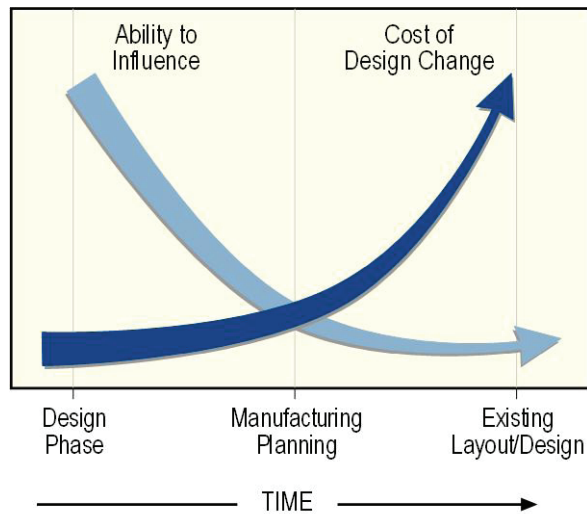 Ability to
Influence
Cost of
Design Change
Design
Phase
Manufacturing
Planning
Existing
Layout/Design
TIME